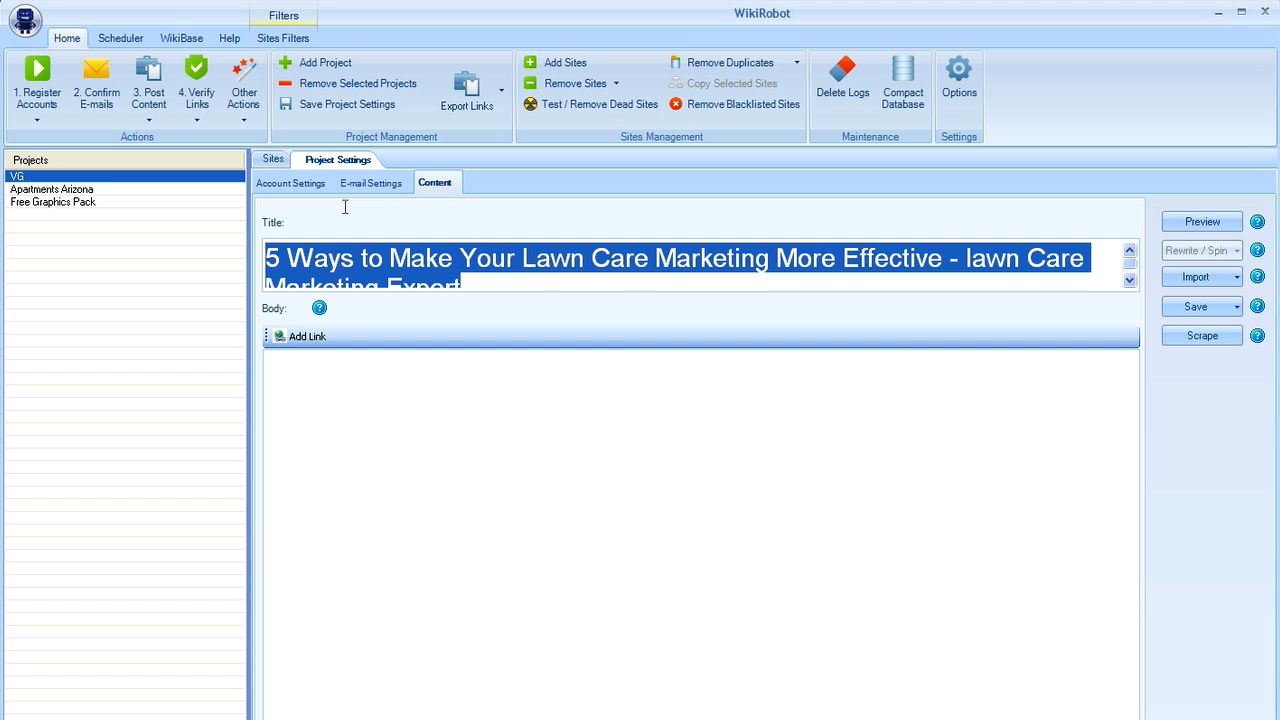 Filters
WikiRobot
Home
Scheduler
WikiBase
Help
Sites Filters
1. Register Accounts
2. Confirm E-mails
3. Post Content
4. Verify Links
Other Actions
Actions
Add Project
Remove Selected Projects
Save Project Settings
Export Links
Project Management
Add Sites
Remove Sites
Test / Remove Dead Sites
Remove Duplicates
Copy Selected Sites
Remove Blacklisted Sites
Sites Management
Delete Logs
Compact Database
Maintenance
Options
Settings
Projects
VG
Apartments Arizona
Free Graphics Pack
Sites
Project Settings
Account Settings
E-mail Settings
Content
Title:
5 Ways to Make Your Lawn Care Marketing More Effective - lawn Care
Marketing Expert
Body:
Add Link
Preview
Rewrite / Spin
Import
Save
Scrape